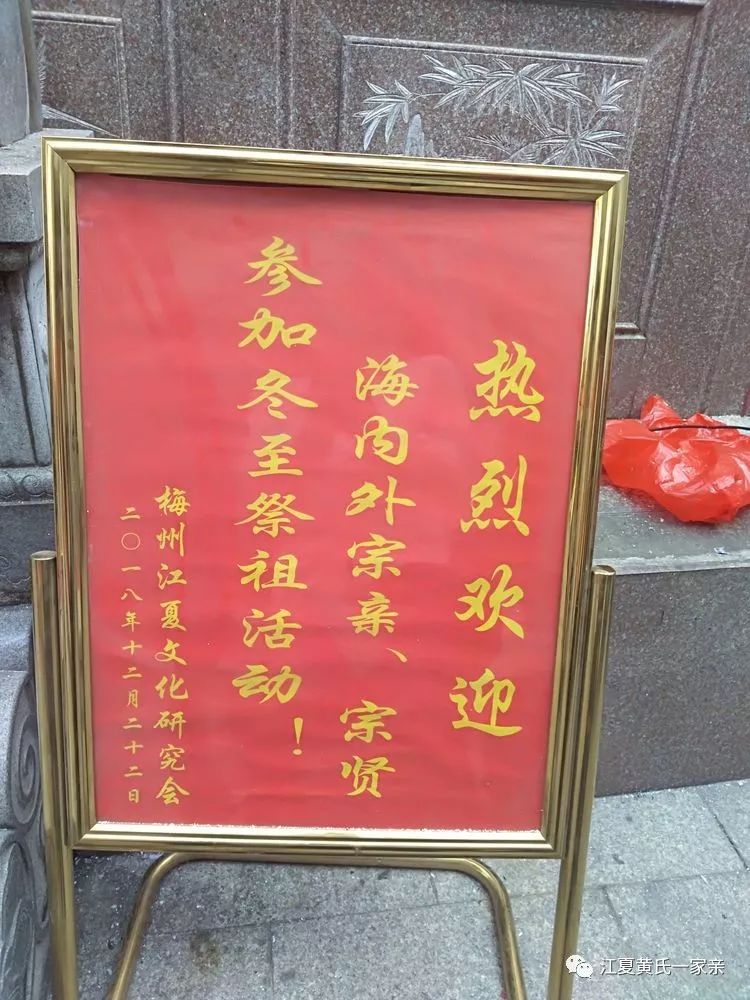 热烈欢迎
海内外宗亲、宗贤
参加冬至祭祖活动！
梅州江夏文化研究会
二〇一八年十二月二十二日
江夏黄氏一家亲